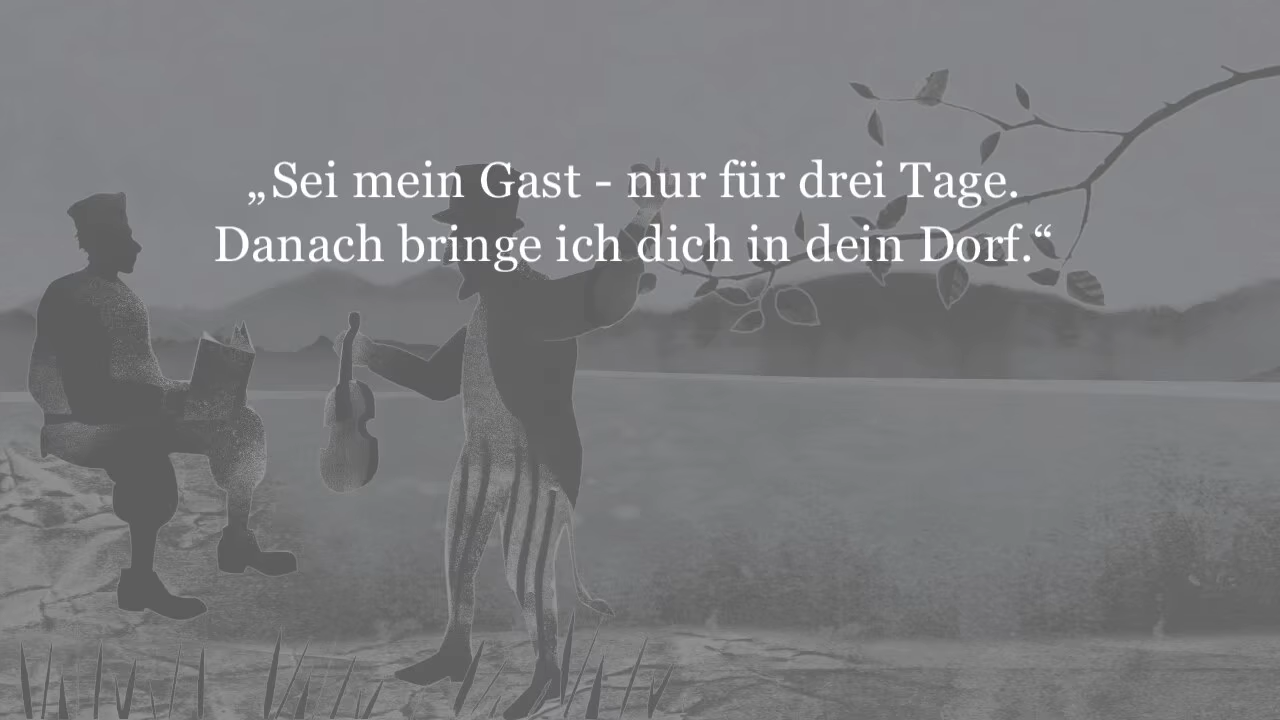 „Sei mein Gast - nur für drei Tage.
Danach bringe ich dich in dein Dorf.“